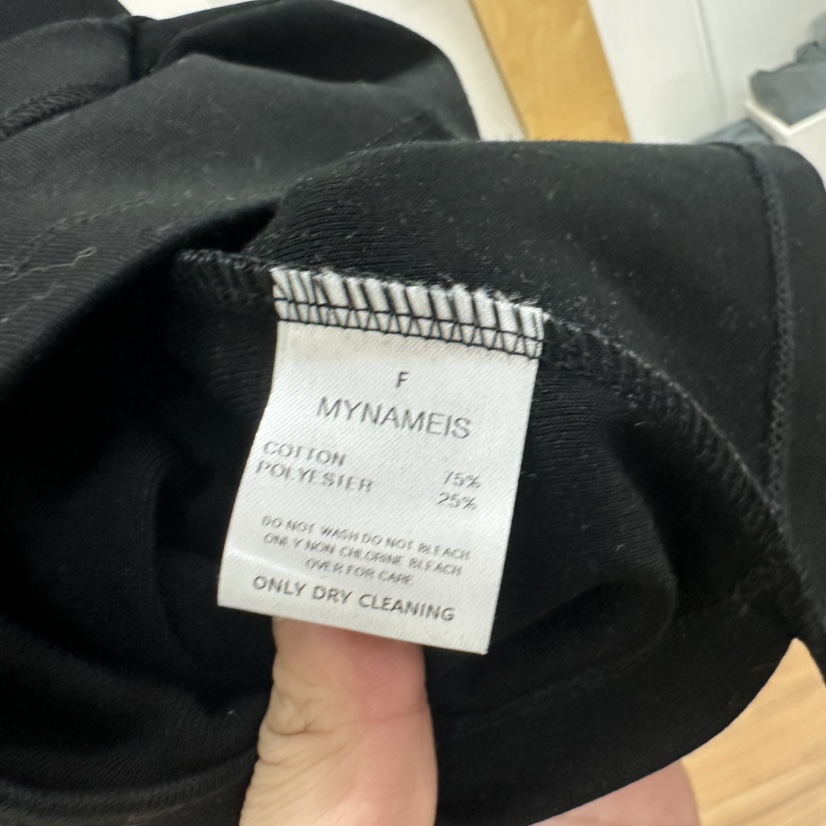 F
MYNAMEIS
COTTON 75%
POLYESTER 25%
DO NOT WASH DO NOT BLEACH
ONLY NON CHLORINE BLEACH
OVER FOR CARE
ONLY DRY CLEANING